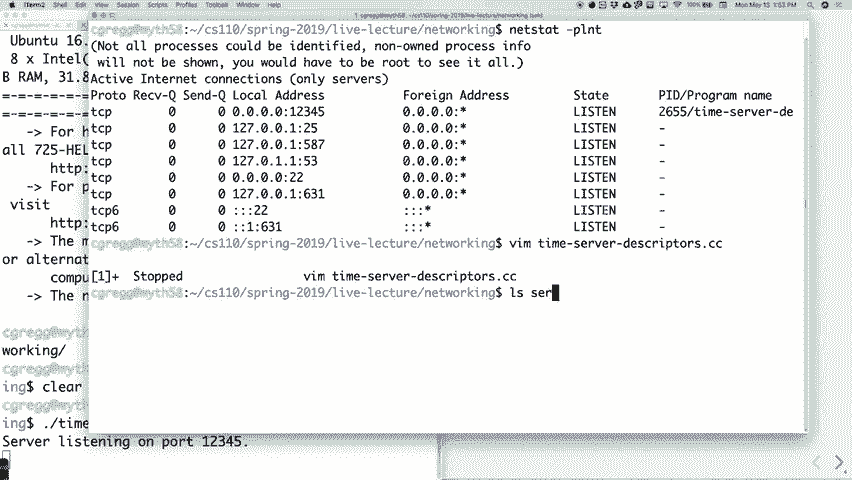 iTerm2 Shell Edit View Session Scripts Profiles Toolbelt Window Help 100% Mon May 13 1:53 PM
cgregg@myth58:~/cs110/spring-2019/live-lecture/networking$ netstat -plnt
(Not all processes could be identified, non-owned process info
will not be shown, you would have to be root to see it all.)
Active Internet connections (only servers)
Proto Recv-Q Send-Q Local Address Foreign Address State PID/Program name
tcp 0 0 0.0.0.0:12345 0.0.0.0:* LISTEN 2655/time-server-de
tcp 0 0 127.0.0.1:25 0.0.0.0:* LISTEN -
tcp 0 0 127.0.0.1:587 0.0.0.0:* LISTEN -
tcp 0 0 127.0.1.1:53 0.0.0.0:* LISTEN -
tcp 0 0 0.0.0.0:22 0.0.0.0:* LISTEN -
tcp 0 0 127.0.0.1:631 0.0.0.0:* LISTEN -
tcp6 0 0 :::22 :::* LISTEN -
tcp6 0 0 ::1:631 :::* LISTEN -
cgregg@myth58:~/cs110/spring-2019/live-lecture/networking$ vim time-server-descriptors.cc
[1]+ Stopped vim time-server-descriptors.cc
cgregg@myth58:~/cs110/spring-2019/live-lecture/networking$ ls ser
Ubuntu 16.
8 x Intel(
B RAM, 31.8
=-=-=-=-=-=
=-=-=-=-=-=
-> For h
all 725-HEL
http:
-> For p
visit
http:
-> The m
or alternat
compu
-> The n
cgregg@myt
working/
cgregg@myt
ing$ clear
cgregg@myt
ing$ ./time
Server listening on port 12345.